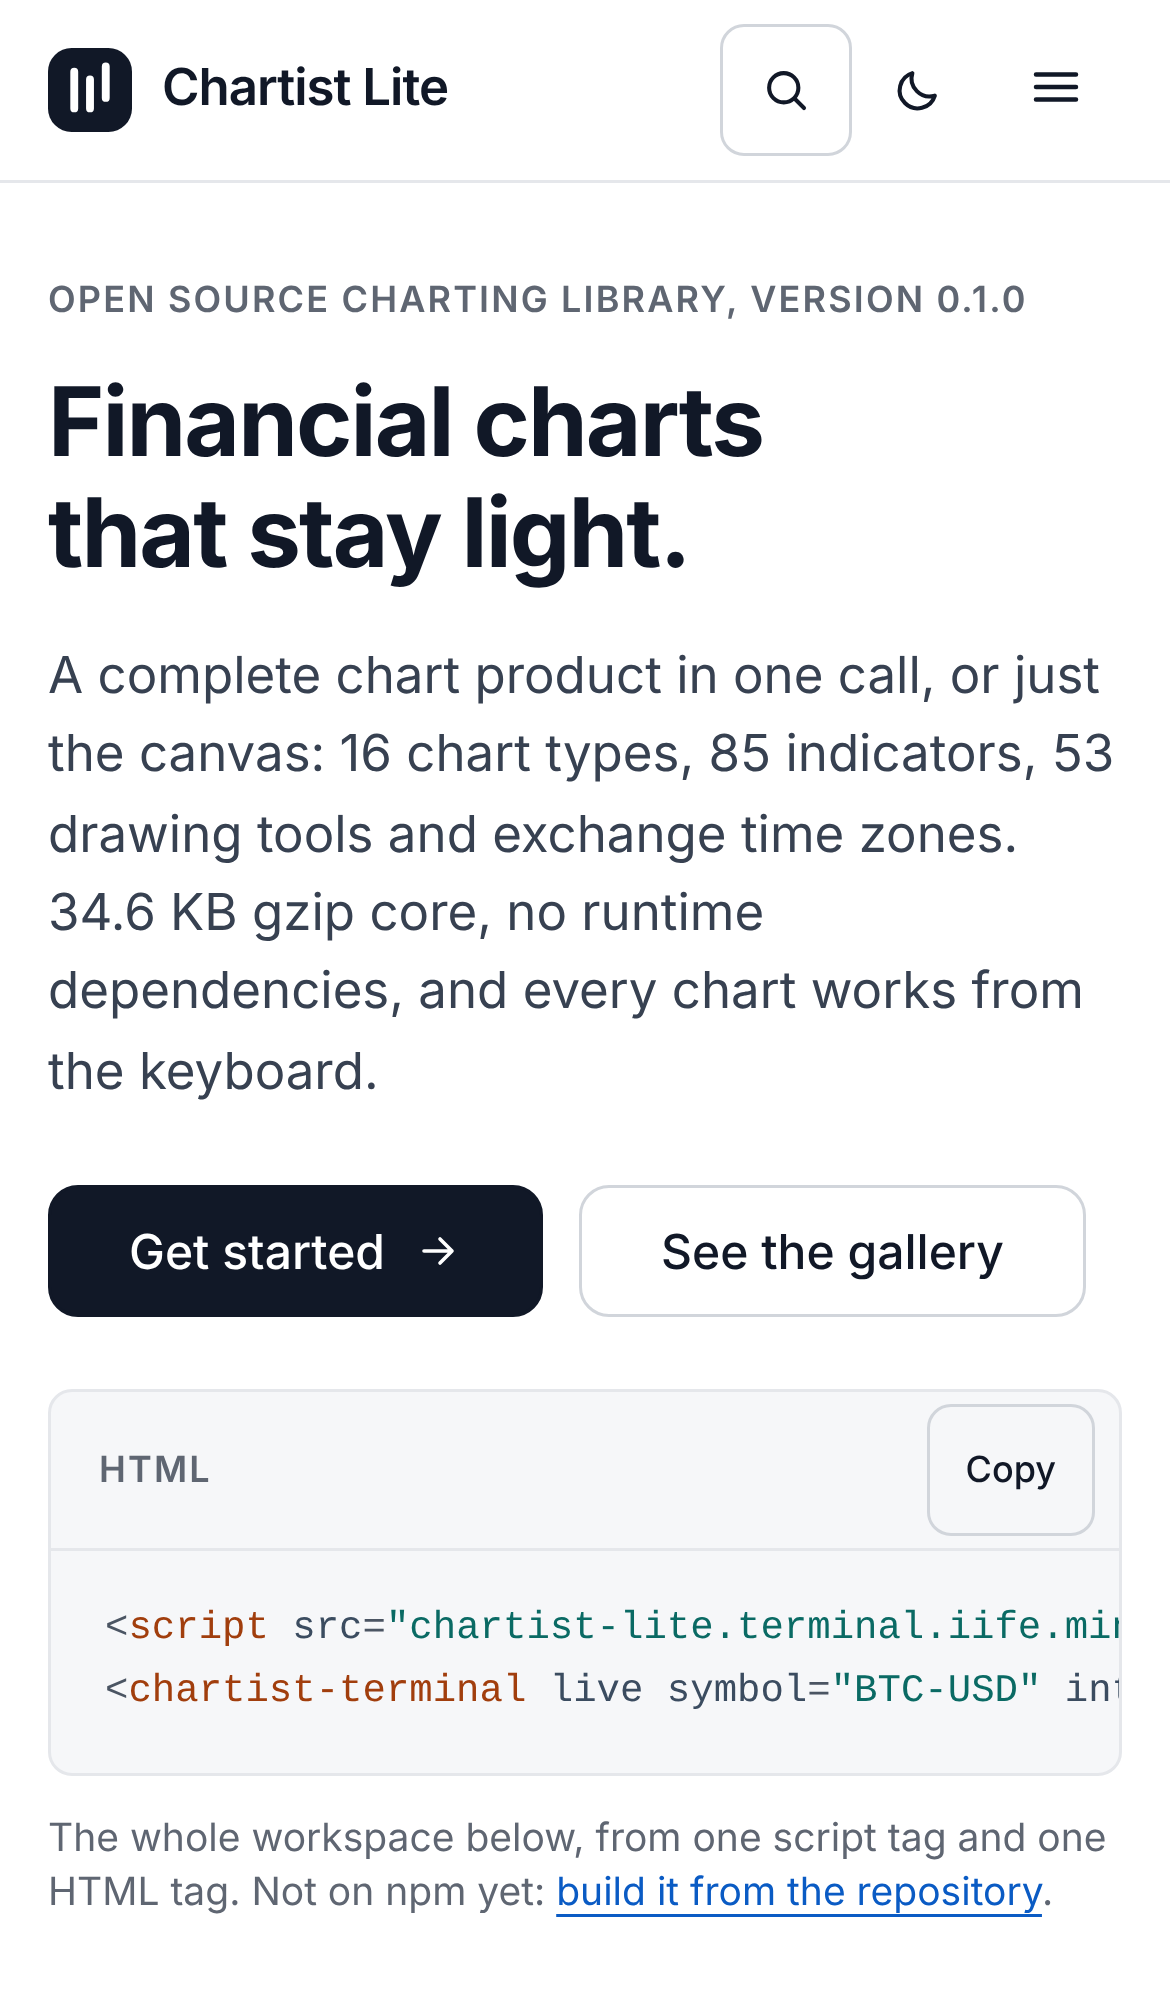 Chartist Lite
OPEN SOURCE CHARTING LIBRARY, VERSION 0.1.0
Financial charts
that stay light.
A complete chart product in one call, or just
the canvas: 16 chart types, 85 indicators, 53
drawing tools and exchange time zones.
34.6 KB gzip core, no runtime
dependencies, and every chart works from
the keyboard.
Get started →
See the gallery
HTML
Copy
<script src="chartist-lite.terminal.iife.min
<chartist-terminal live symbol="BTC-USD" int
The whole workspace below, from one script tag and one
HTML tag. Not on npm yet: build it from the repository.